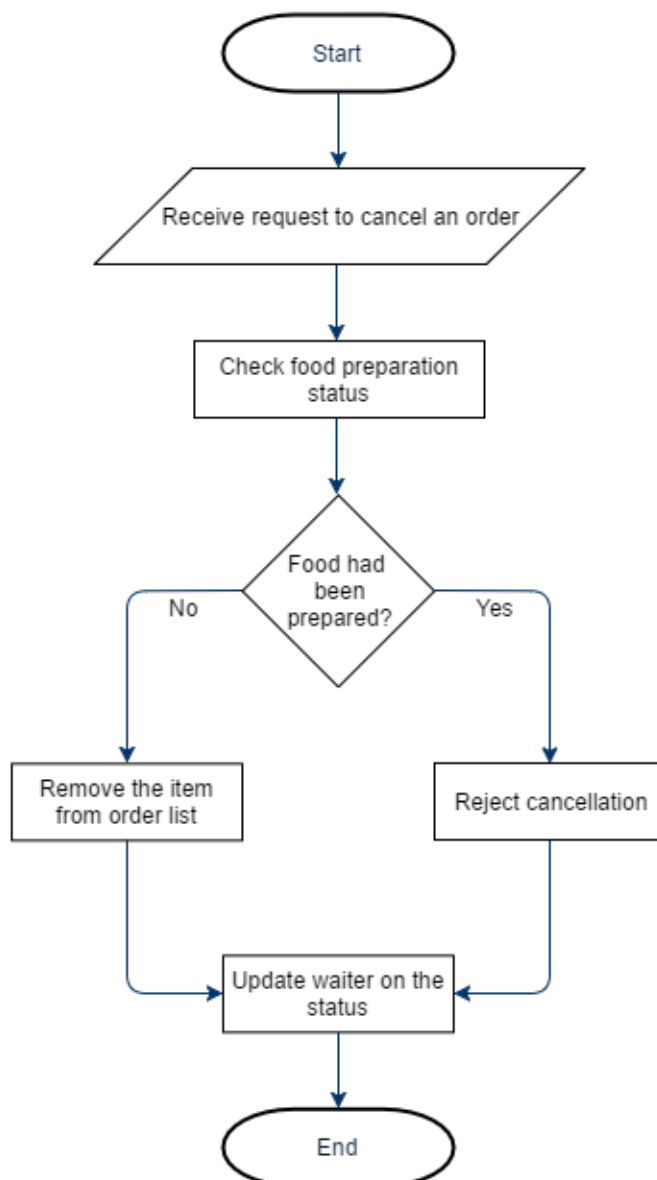 Start
Receive request to cancel an order
Check food preparation
status
Food had
been
prepared?
No
Yes
Remove the item
from order list
Reject cancellation
Update waiter on the
status
End